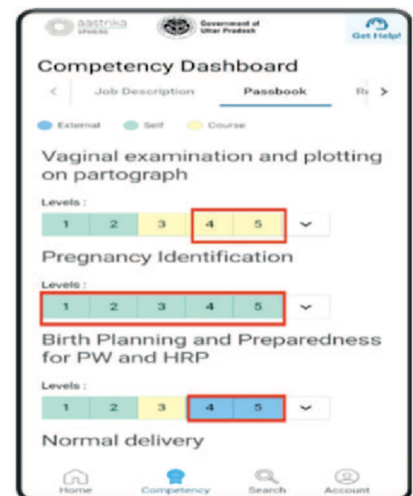 aastrika
SPHERE
Government of
Uttar Pradesh
Get Help!
Competency Dashboard
< Job Description Passbook >
External Self Course
Vaginal examination and plotting
on partograph
Levels :
1 2 3 4 5
Pregnancy Identification
Levels :
1 2 3 4 5
Birth Planning and Preparedness
for PW and HRP
Levels :
1 2 3 4 5
Normal delivery
Home Competency Search Account